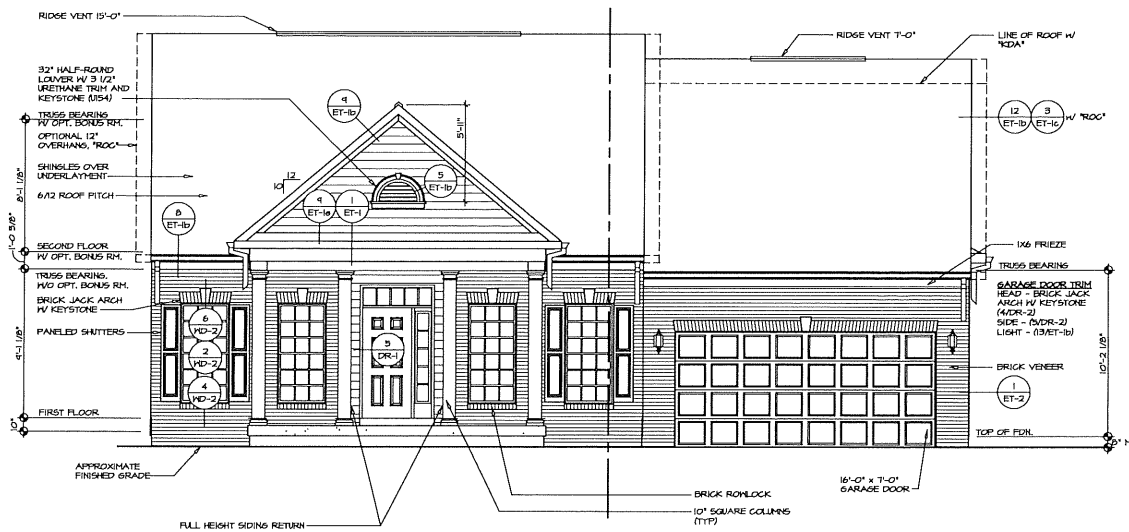 RIDGE VENT 15'-0"
RIDGE VENT 7'-0"
LINE OF ROOF W/
"KDA"
32" HALF-ROUND
LOUVER W/ 3 1/2"
URETHANE TRIM AND
KEYSTONE (U154)
9
ET-1b
5'-11"
12
ET-1b
3
ET-1c
W/ "ROC"
TRUSS BEARING
W/ OPT. BONUS RM.
OPTIONAL 12"
OVERHANG, "ROC"
SHINGLES OVER
UNDERLAYMENT
6/12 ROOF PITCH
8'-1 1/8"
12
10
5
ET-1b
9
ET-1a
1
ET-1
8
ET-1b
1'-0 5/8"
SECOND FLOOR
W/ OPT. BONUS RM.
1X6 FRIEZE
TRUSS BEARING
TRUSS BEARING,
W/O OPT. BONUS RM.
BRICK JACK ARCH
W/ KEYSTONE
PANELED SHUTTERS
9'-1 1/8"
6
WD-2
2
WD-2
4
WD-2
5
DR-1
GARAGE DOOR TRIM
HEAD - BRICK JACK
ARCH W/ KEYSTONE
(4/DR-2)
SIDE - (5/DR-2)
LIGHT - (13/ET-1b)
10'-2 1/8"
BRICK VENEER
1
ET-2
FIRST FLOOR
10"
TOP OF FDN.
8"
APPROXIMATE
FINISHED GRADE
16'-0" x 7'-0"
GARAGE DOOR
BRICK ROWLOCK
10" SQUARE COLUMNS
(TYP)
FULL HEIGHT SIDING RETURN